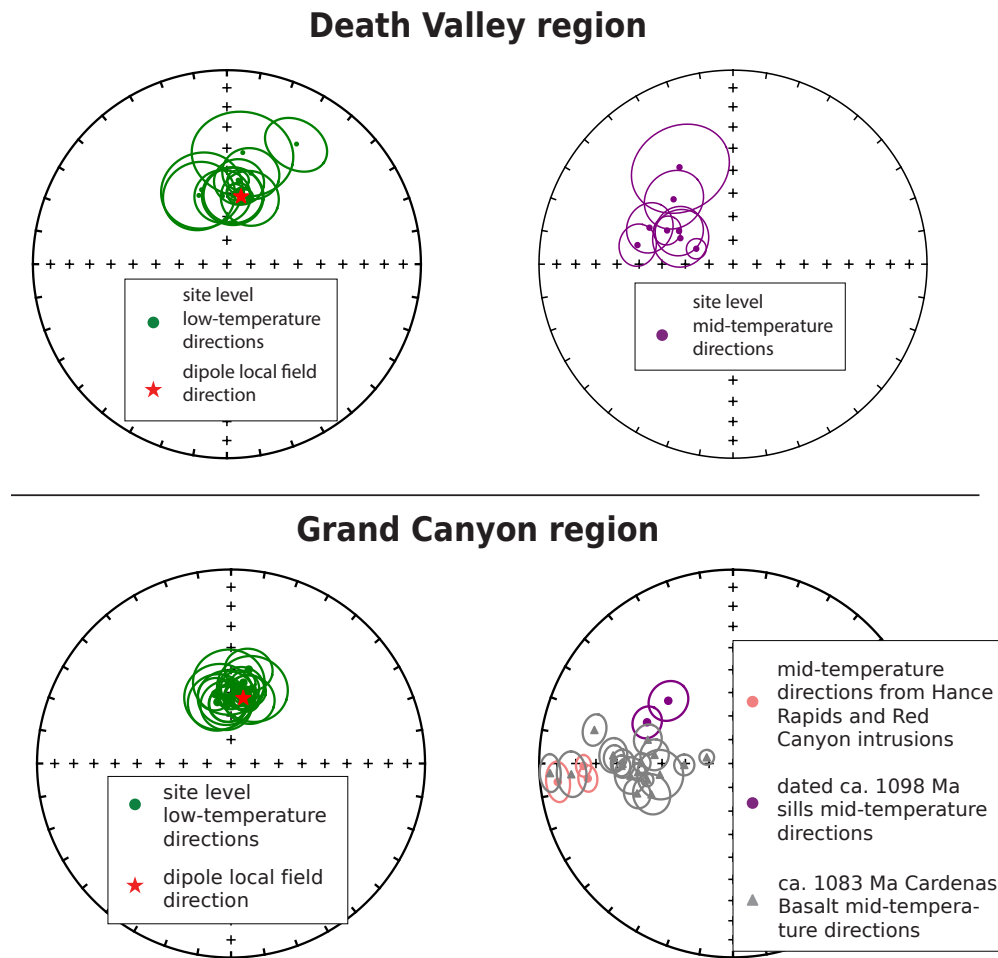 Death Valley region
site level
low-temperature
directions
dipole local field
direction
site level
mid-temperature
directions
Grand Canyon region
site level
low-temperature
directions
dipole local field
direction
mid-temperature
directions from Hance
Rapids and Red
Canyon intrusions
dated ca. 1098 Ma
sills mid-temperature
directions
ca. 1083 Ma Cardenas
Basalt mid-tempera-
ture directions